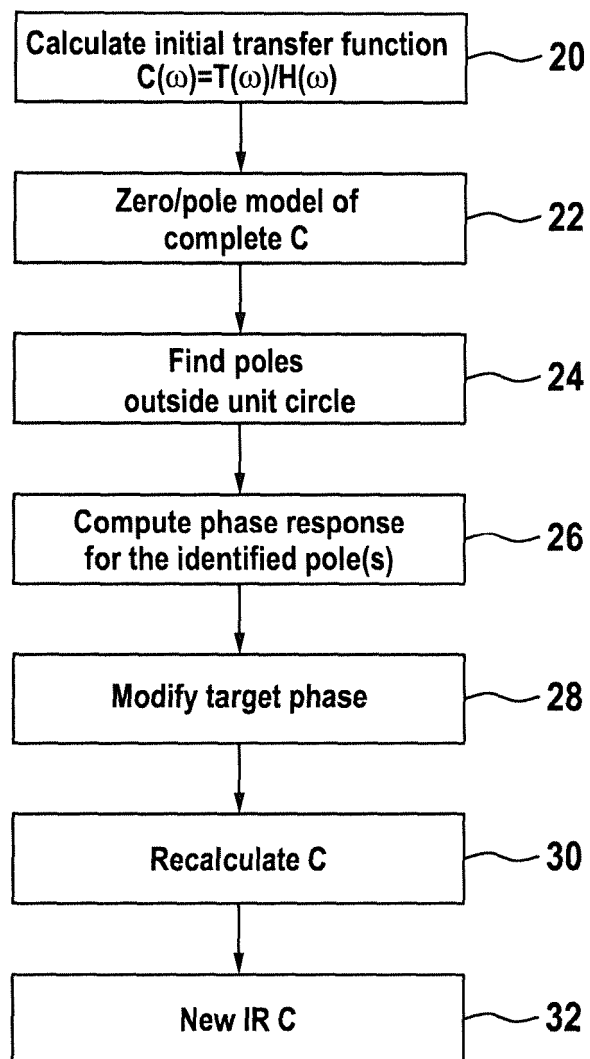 Calculate initial transfer function
C(ω)=T(ω)/H(ω)
20
Zero/pole model of
complete C
22
Find poles
outside unit circle
24
Compute phase response
for the identified pole(s)
26
Modify target phase
28
Recalculate C
30
New IR C
32